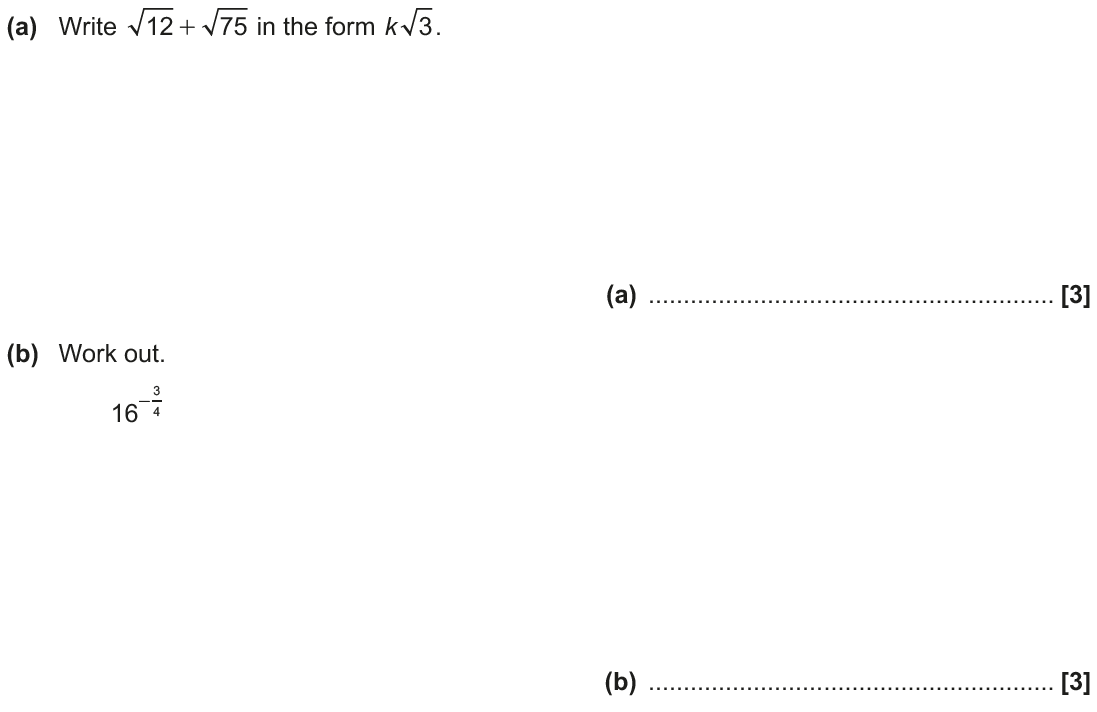 (a) Write √12 + √75 in the form k√3.
(a) .......................................................... [3]
(b) Work out.
16^(-3/4)
(b) .......................................................... [3]